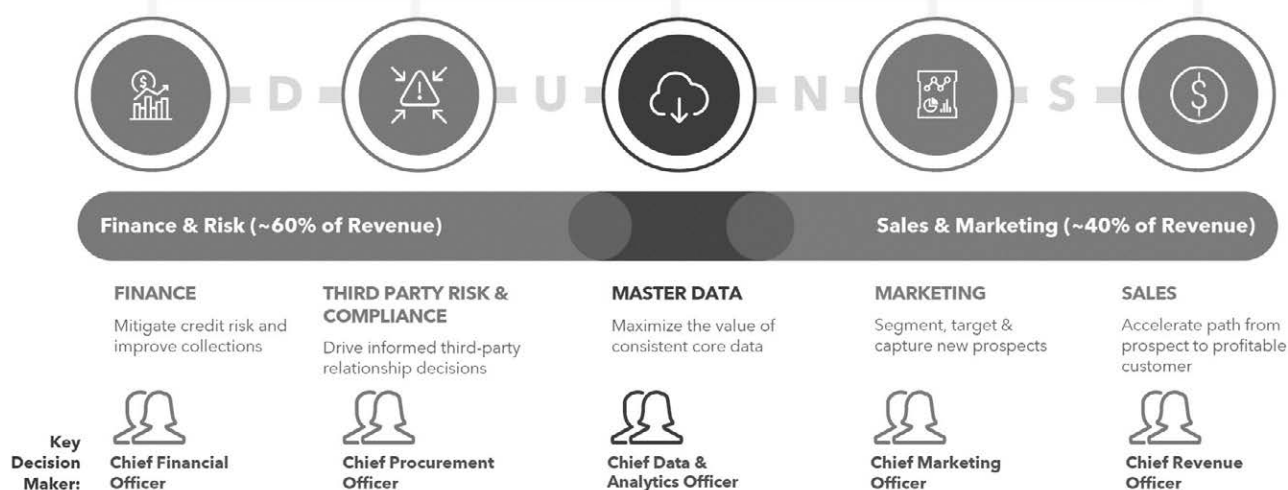 D U N S
Finance & Risk (~60% of Revenue)
Sales & Marketing (~40% of Revenue)
FINANCE
Mitigate credit risk and
improve collections
THIRD PARTY RISK &
COMPLIANCE
Drive informed third-party
relationship decisions
MASTER DATA
Maximize the value of
consistent core data
MARKETING
Segment, target &
capture new prospects
SALES
Accelerate path from
prospect to profitable
customer
Key
Decision
Maker:
Chief Financial
Officer
Chief Procurement
Officer
Chief Data &
Analytics Officer
Chief Marketing
Officer
Chief Revenue
Officer